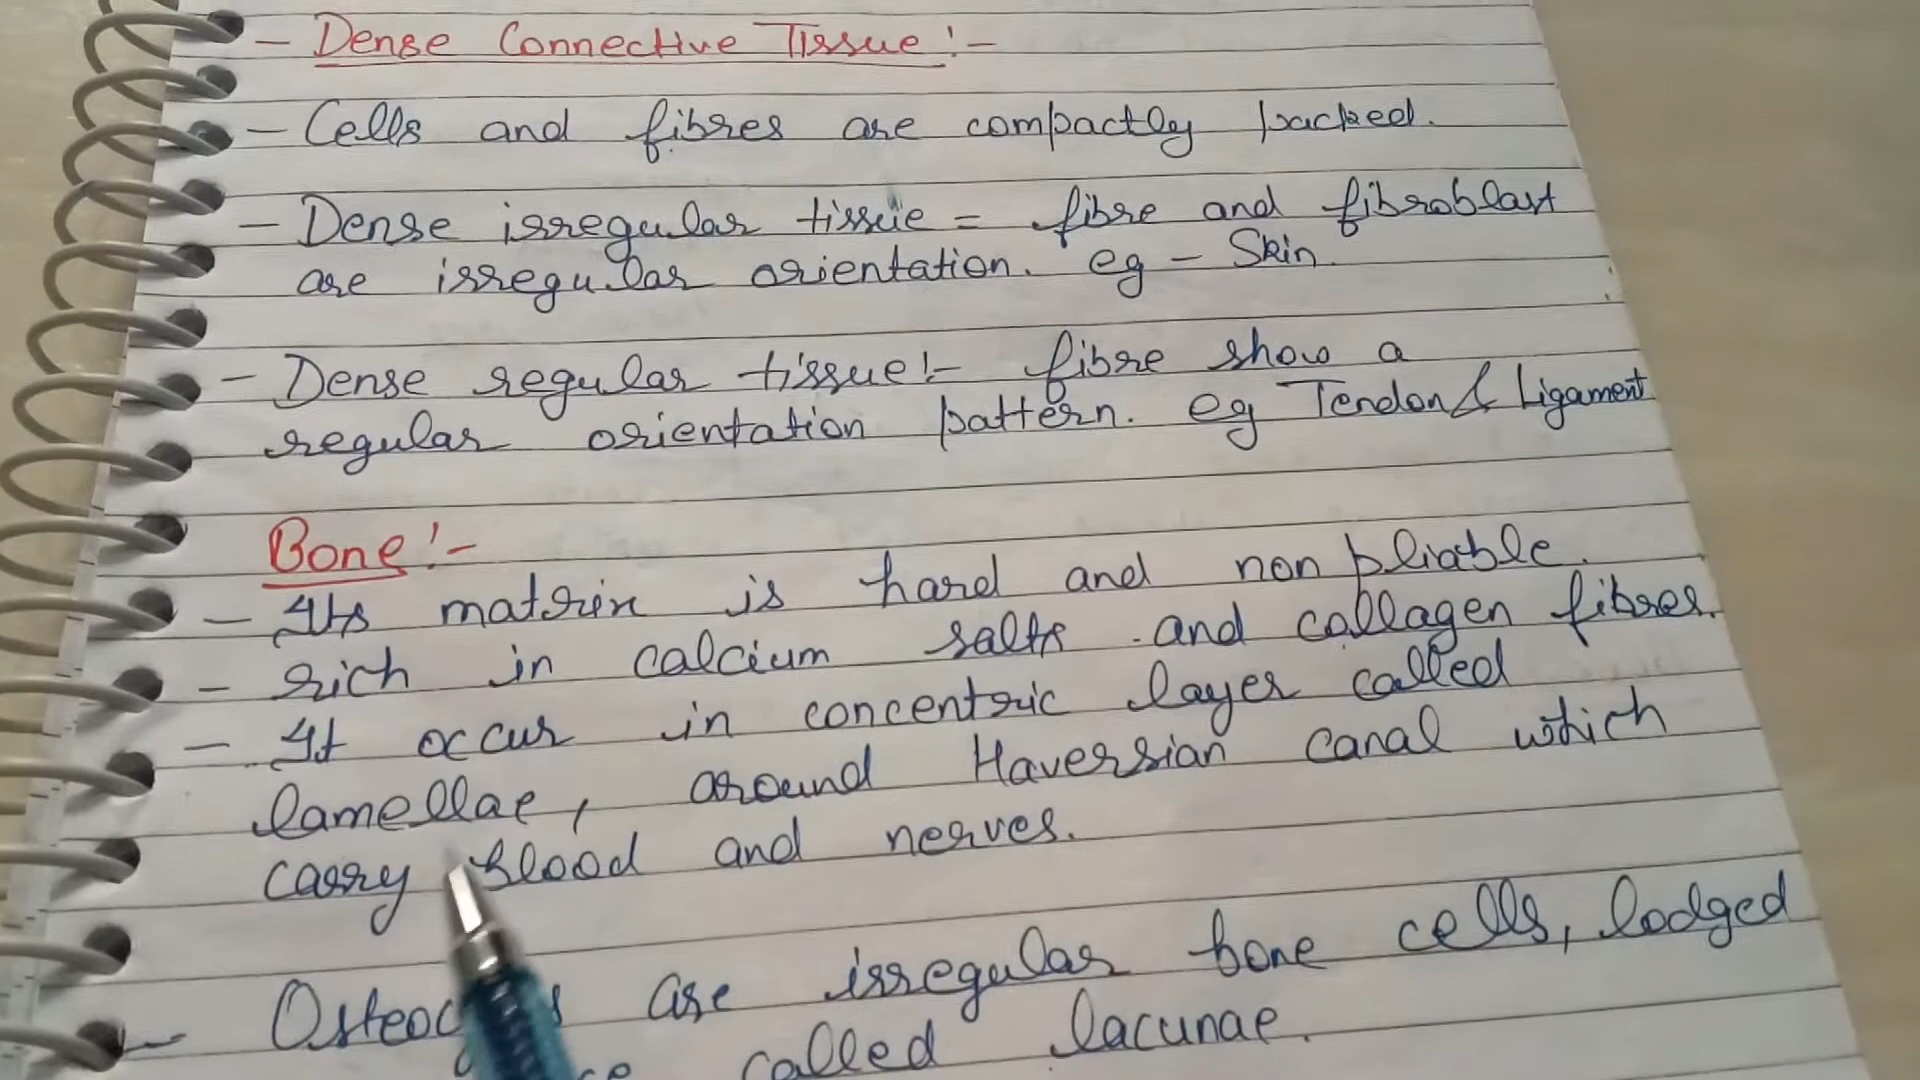 - Dense Connective Tissue :-
- Cells and fibres are compactly packed.
- Dense irregular tissue = fibre and fibroblast
are irregular orientation. eg - Skin
- Dense regular tissue :- fibre show a
regular orientation pattern. eg Tendon & Ligament
Bone :-
- Its matrix is hard and non pliable.
- rich in calcium salts and collagen fibres.
- It occur in concentric layer called
lamellae, around Haversian canal which
carry blood and nerves.
- are irregular bone cells, lodged
called lacunae.